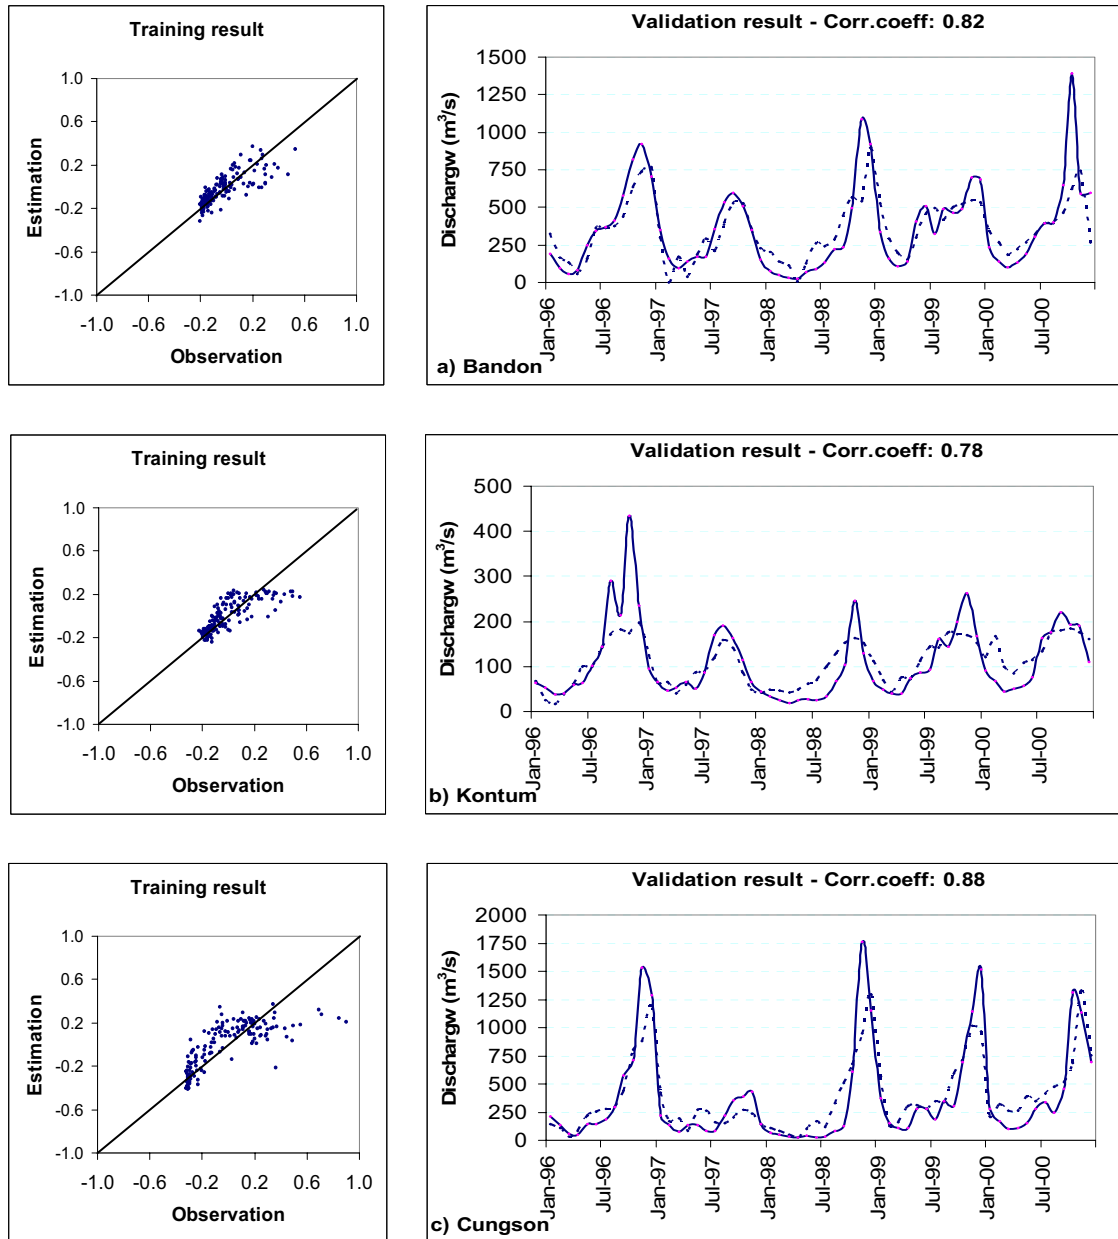 Training result
1.0
0.6
0.2
-0.2
-0.6
-1.0
-1.0 -0.6 -0.2 0.2 0.6 1.0
Estimation
Observation
Validation result - Corr.coeff: 0.82
1500
1250
1000
750
500
250
0
Dischargw (m³/s)
Jan-96
Jul-96
Jan-97
Jul-97
Jan-98
Jul-98
Jan-99
Jul-99
Jan-00
Jul-00
a) Bandon
Training result
1.0
0.6
0.2
-0.2
-0.6
-1.0
-1.0 -0.6 -0.2 0.2 0.6 1.0
Estimation
Observation
Validation result - Corr.coeff: 0.78
500
400
300
200
100
0
Dischargw (m³/s)
Jan-96
Jul-96
Jan-97
Jul-97
Jan-98
Jul-98
Jan-99
Jul-99
Jan-00
Jul-00
b) Kontum
Training result
1.0
0.6
0.2
-0.2
-0.6
-1.0
-1.0 -0.6 -0.2 0.2 0.6 1.0
Estimation
Observation
Validation result - Corr.coeff: 0.88
2000
1750
1500
1250
1000
750
500
250
0
Dischargw (m³/s)
Jan-96
Jul-96
Jan-97
Jul-97
Jan-98
Jul-98
Jan-99
Jul-99
Jan-00
Jul-00
c) Cungson